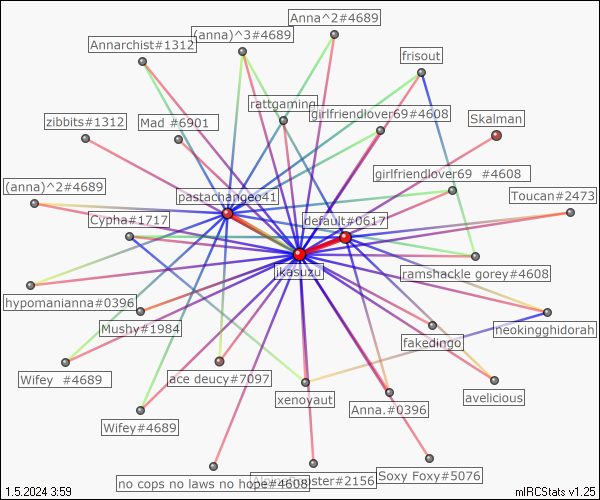 Anna^2#4689
(anna)^3#4689
Annarchist#1312
frisout
rattgaming
girlfriendlover69#4608
Skalman
zibbits#1312
Mad #6901
girlfriendlover69 #4608
(anna)^2#4689
pastachangeo41
Toucan#2473
Cypha#1717
default#0617
jkasuzu
ramshackle gorey#4608
hypomanianna#0396
Mushy#1984
neokingghidorah
fakedingo
Wifey #4689
ace deucy#7097
xenoyaut
Anna.#0396
avelicious
Wifey#4689
no cops no laws no hope#4608
#2156
Soxy Foxy#5076
1.5.2024 3:59
mIRCStats v1.25